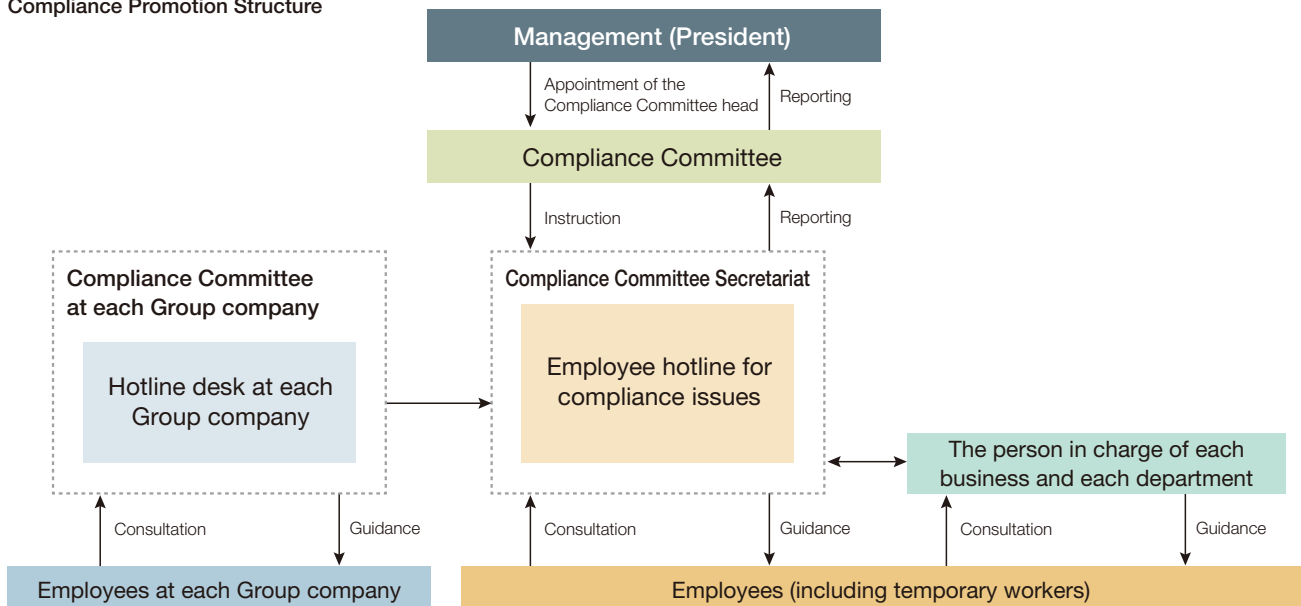 Compliance Promotion Structure
Management (President)
Appointment of the
Compliance Committee head
Reporting
Compliance Committee
Instruction
Reporting
Compliance Committee
at each Group company
Hotline desk at each
Group company
Compliance Committee Secretariat
Employee hotline for
compliance issues
The person in charge of each
business and each department
Consultation
Guidance
Consultation
Guidance
Consultation
Guidance
Employees at each Group company
Employees (including temporary workers)